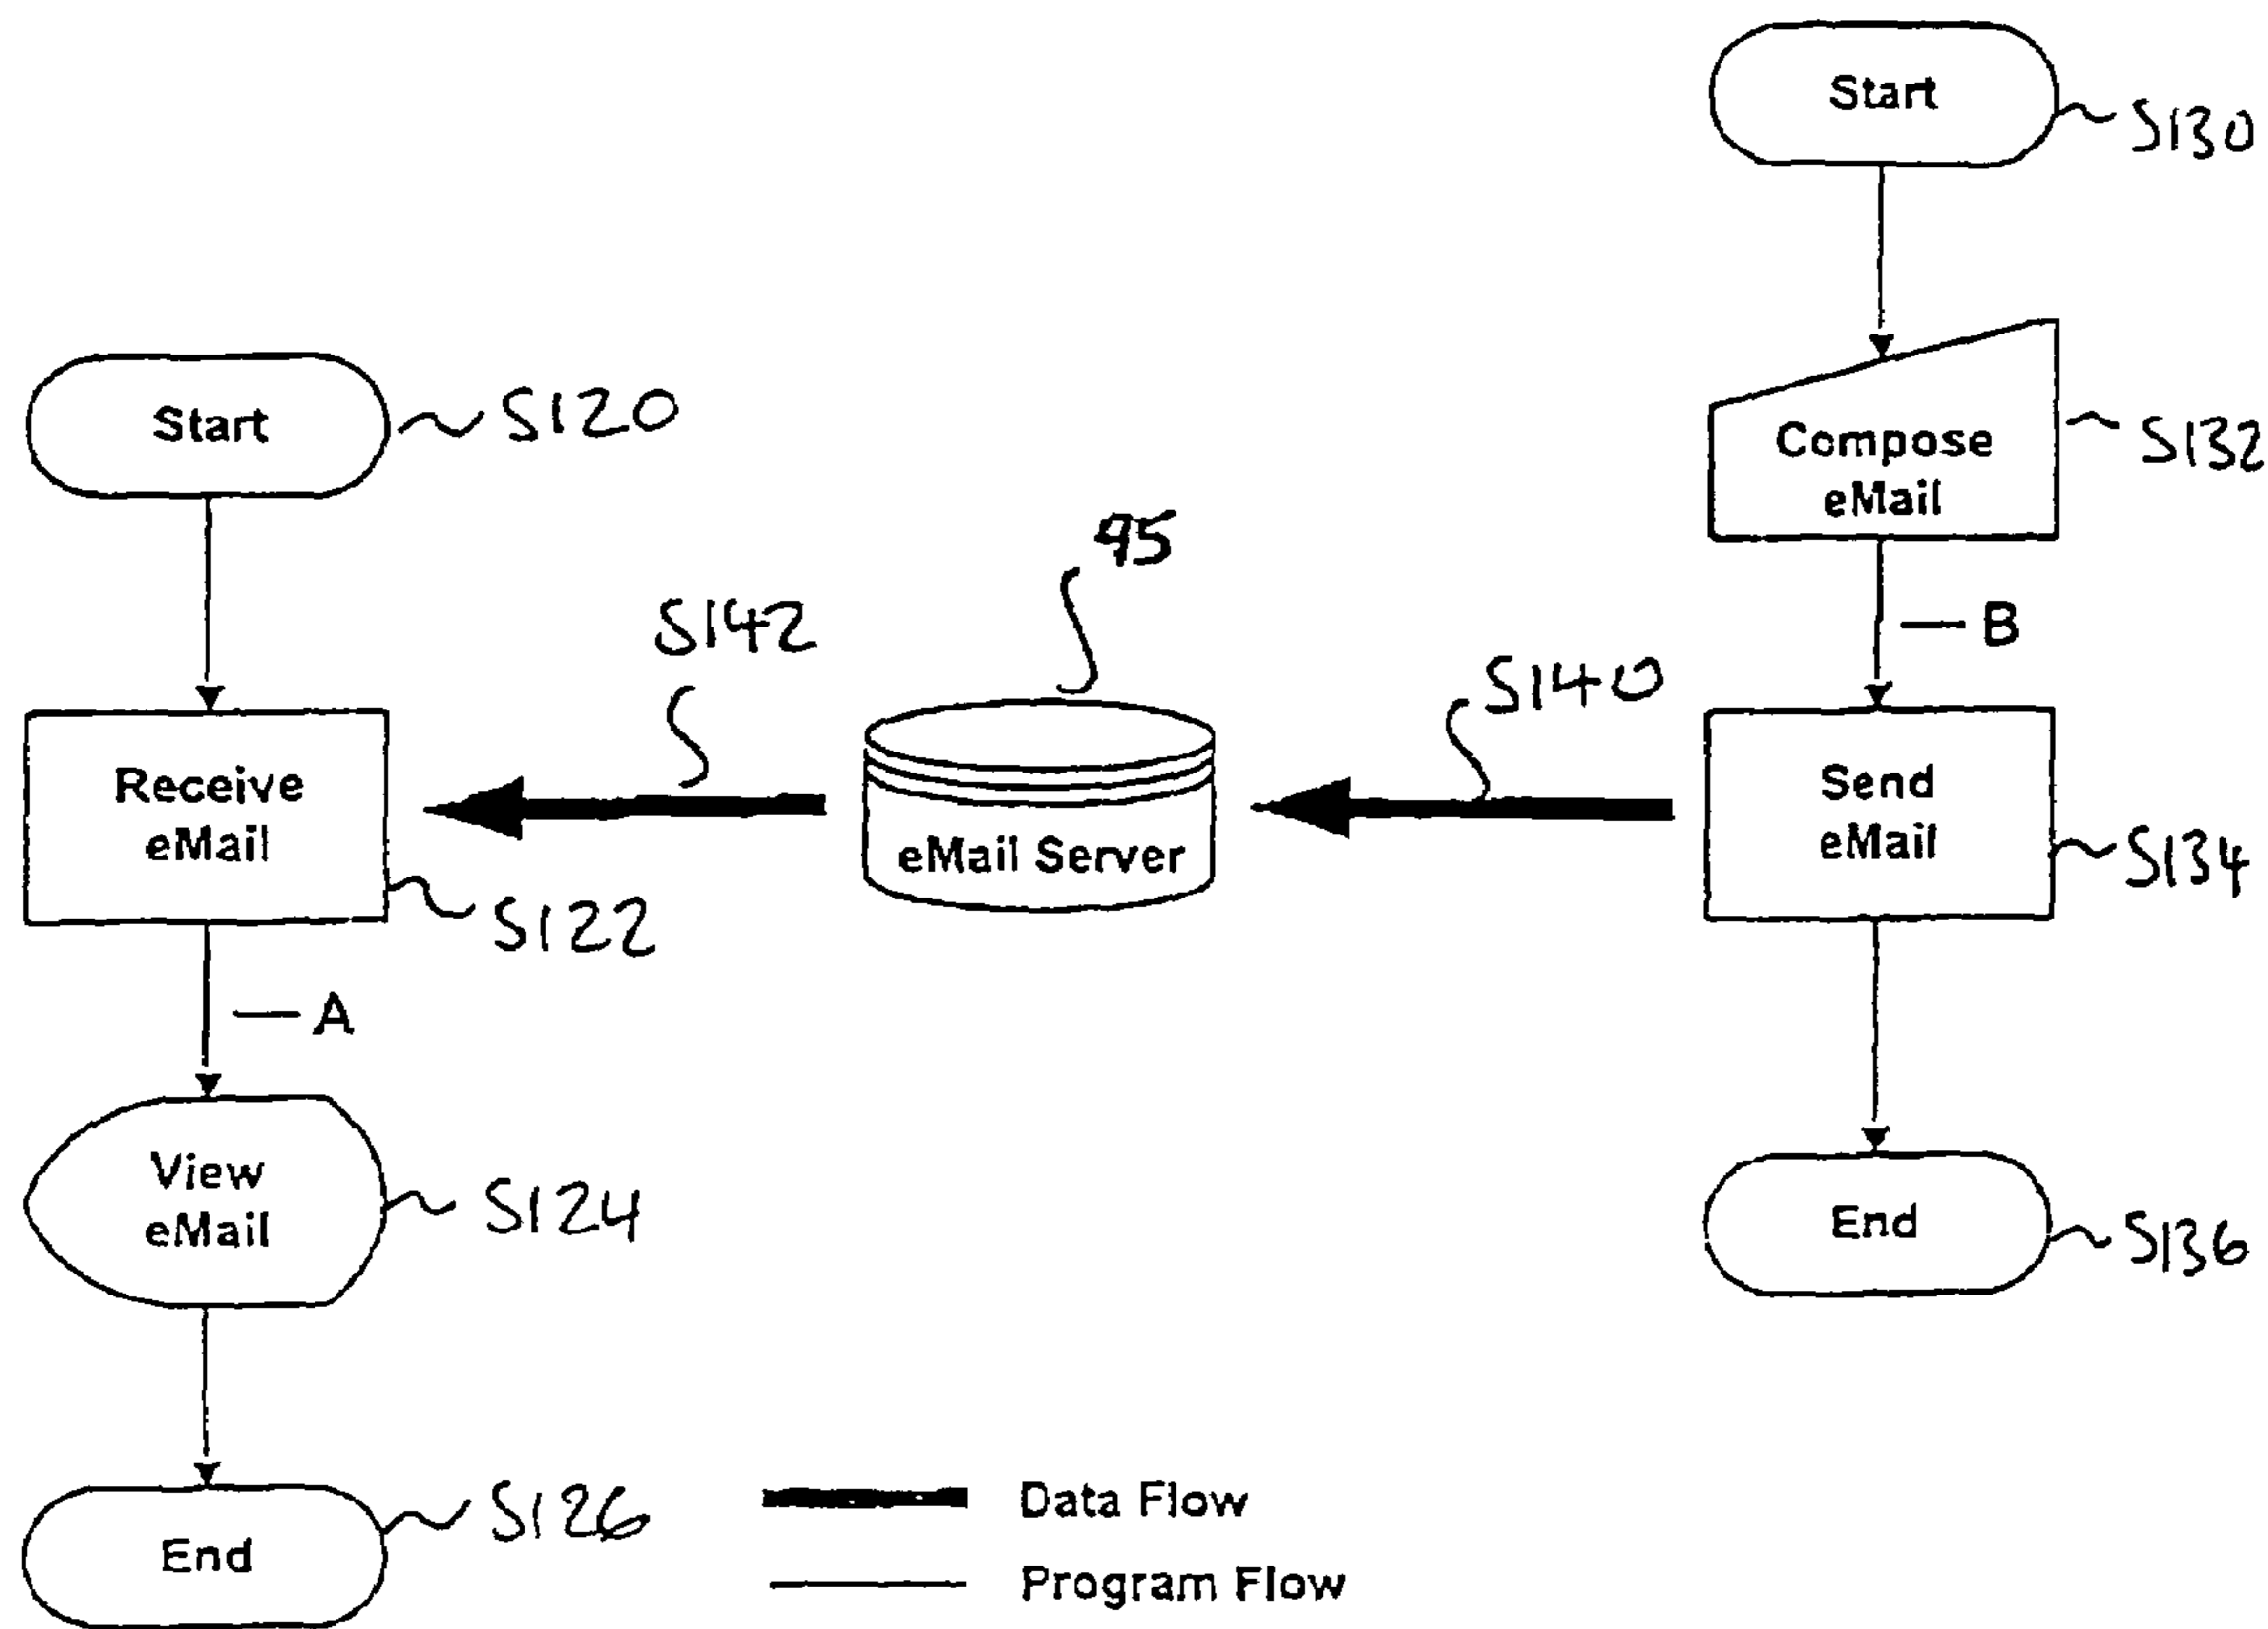 Start
S130
Start
S120
Compose
eMail
S132
95
S142
B
S140
Receive
eMail
S122
eMail Server
Send
eMail
S134
A
View
eMail
S124
End
S136
End
S126
Data Flow
Program Flow